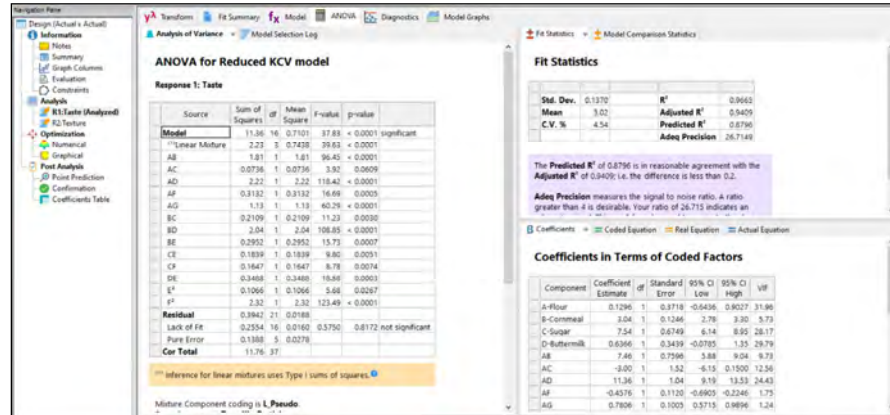 Navigation Pane
Design (Actual x Actual)
Information
Notes
Summary
Graph Columns
Evaluation
Constraints
Analysis
R1:Taste (Analyzed)
R2:Texture
Optimization
Numerical
Graphical
Post Analysis
Point Prediction
Confirmation
Coefficients Table
yλ Transform Fit Summary fx Model ANOVA Diagnostics Model Graphs
Analysis of Variance Model Selection Log
ANOVA for Reduced KCV model
Response 1: Taste
Source Sum of Squares df Mean Square F-value p-value
Model 11.36 16 0.7101 37.83 < 0.0001 significant
⁽¹⁾Linear Mixture 2.23 3 0.7438 39.63 < 0.0001
AB 1.81 1 1.81 96.45 < 0.0001
AC 0.0736 1 0.0736 3.92 0.0609
AD 2.22 1 2.22 118.42 < 0.0001
AF 0.3132 1 0.3132 16.69 0.0005
AG 1.13 1 1.13 60.29 < 0.0001
BC 0.2109 1 0.2109 11.23 0.0030
BD 2.04 1 2.04 108.85 < 0.0001
BE 0.2952 1 0.2952 15.73 0.0007
CE 0.1839 1 0.1839 9.80 0.0051
CF 0.1647 1 0.1647 8.78 0.0074
DE 0.3488 1 0.3488 18.58 0.0003
E² 0.1066 1 0.1066 5.68 0.0267
F² 2.32 1 2.32 123.49 < 0.0001
Residual 0.3942 21 0.0188
Lack of Fit 0.2554 16 0.0160 0.5750 0.8172 not significant
Pure Error 0.1388 5 0.0278
Cor Total 11.76 37
⁽¹⁾ Inference for linear mixtures uses Type I sums of squares.
Mixture Component coding is L_Pseudo.
Fit Statistics Model Comparison Statistics
Fit Statistics
Std. Dev. 0.1370 R² 0.9665
Mean 3.02 Adjusted R² 0.9409
C.V. % 4.54 Predicted R² 0.8796
Adeq Precision 26.7149
The Predicted R² of 0.8796 is in reasonable agreement with the
Adjusted R² of 0.9409; i.e. the difference is less than 0.2.
Adeq Precision measures the signal to noise ratio. A ratio
greater than 4 is desirable. Your ratio of 26.715 indicates an
Coefficients Coded Equation Real Equation Actual Equation
Coefficients in Terms of Coded Factors
Component Coefficient Estimate df Standard Error 95% CI Low 95% CI High VIF
A-Flour 0.1296 1 0.3718 -0.6436 0.9027 31.96
B-Cornmeal 3.04 1 0.1246 2.78 3.30 5.73
C-Sugar 7.54 1 0.6749 6.14 8.95 28.17
D-Buttermilk 0.6366 1 0.3439 -0.0785 1.35 29.79
AB 7.46 1 0.7596 5.88 9.04 9.73
AC -3.00 1 1.52 -6.15 0.1500 12.56
AD 11.36 1 1.04 9.19 13.53 24.43
AF -0.4576 1 0.1120 -0.6905 -0.2246 1.75
AG 0.7806 1 0.1005 0.5715 0.9896 1.24